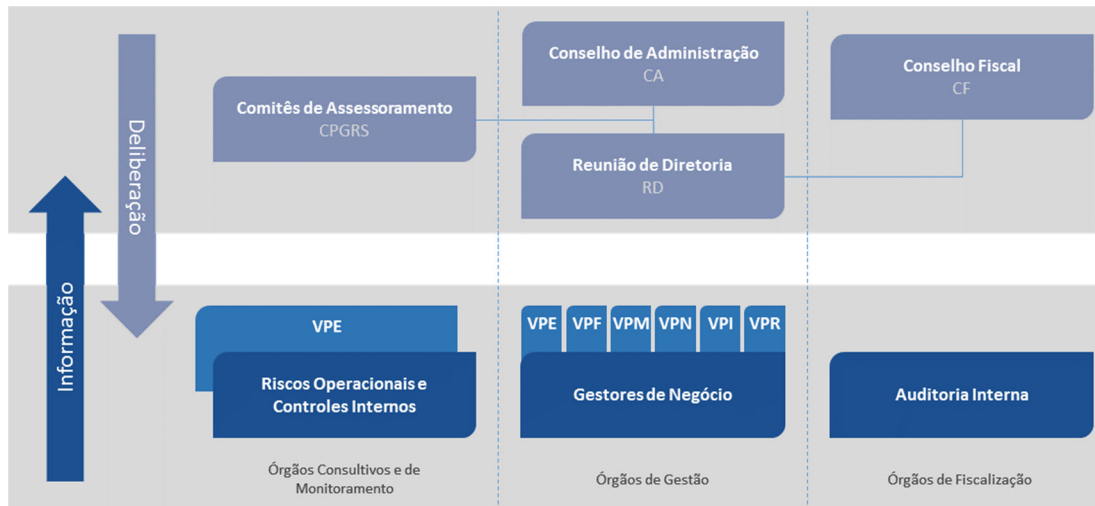 Deliberação
Informação
Comitês de Assessoramento
CPGRS
Conselho de Administração
CA
Reunião de Diretoria
RD
Conselho Fiscal
CF
VPE
Riscos Operacionais e
Controles Internos
VPE VPF VPM VPN VPI VPR
Gestores de Negócio
Auditoria Interna
Órgãos Consultivos e de
Monitoramento
Órgãos de Gestão
Órgãos de Fiscalização